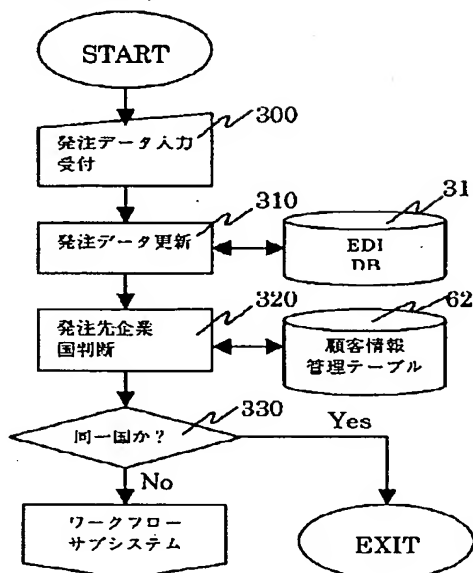 START
300
発注データ入力
受付
310
発注データ更新
31
EDI
DB
320
発注先企業
国判断
62
顧客情報
管理テーブル
330
同一国か?
Yes
No
ワークフロー
サブシステム
EXIT